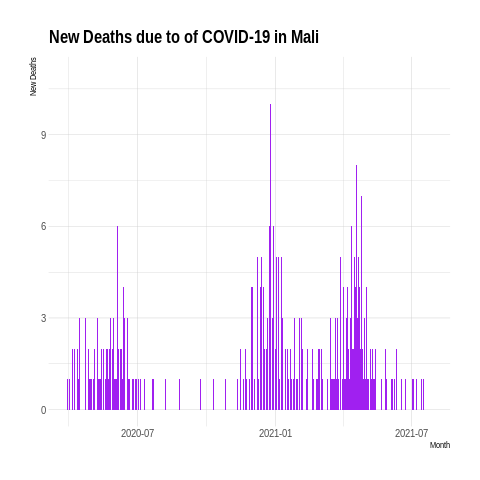 New Deaths due to of COVID-19 in Mali
New Deaths
9
6
3
0
2020-07 2021-01 2021-07
Month